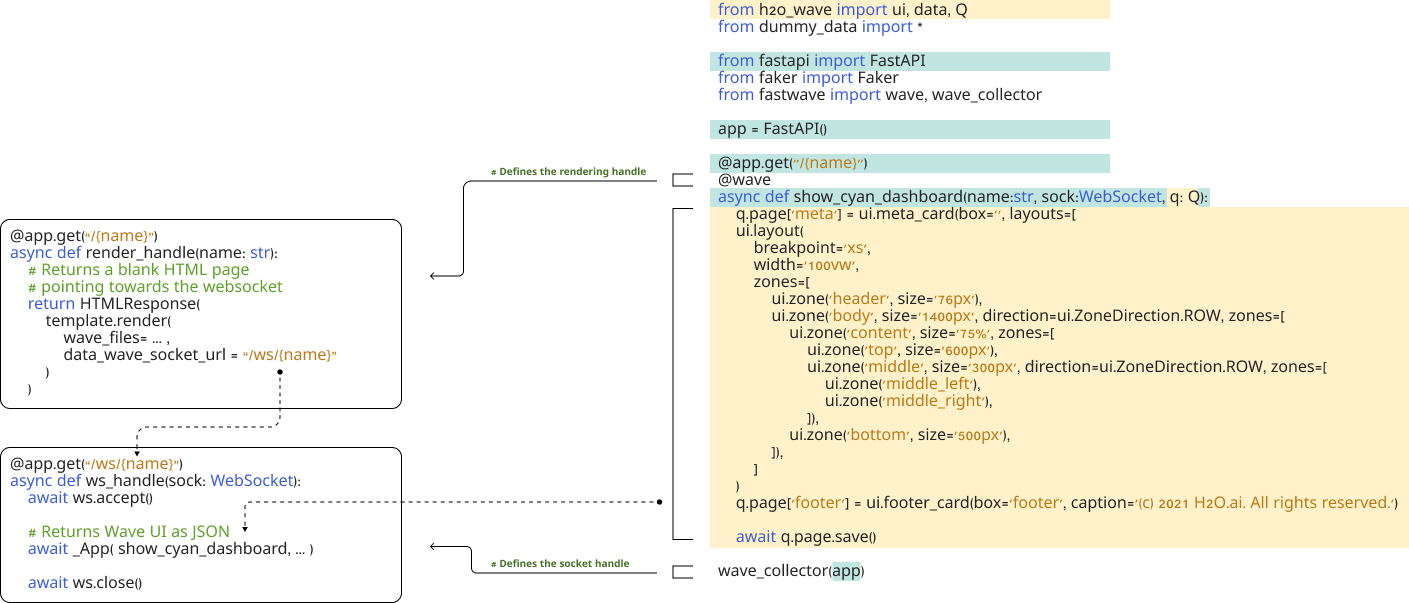 from h2o_wave import ui, data, Q
from dummy_data import *
from fastapi import FastAPI
from faker import Faker
from fastwave import wave, wave_collector
app = FastAPI()
@app.get("/{name}")
@wave
async def show_cyan_dashboard(name:str, sock:WebSocket, q: Q):
q.page['meta'] = ui.meta_card(box='', layouts=[
ui.layout(
breakpoint='xs',
width='100vw',
zones=[
ui.zone('header', size='76px'),
ui.zone('body', size='1400px', direction=ui.ZoneDirection.ROW, zones=[
ui.zone('content', size='75%', zones=[
ui.zone('top', size='600px'),
ui.zone('middle', size='300px', direction=ui.ZoneDirection.ROW, zones=[
ui.zone('middle_left'),
ui.zone('middle_right'),
]),
ui.zone('bottom', size='500px'),
]),
]
)
q.page['footer'] = ui.footer_card(box='footer', caption='(c) 2021 H2O.ai. All rights reserved.')
await q.page.save()
wave_collector(app)
# Defines the rendering handle
# Defines the socket handle
@app.get(“/{name}”)
async def render_handle(name: str):
# Returns a blank HTML page
# pointing towards the websocket
return HTMLResponse(
template.render(
wave_files= ... ,
data_wave_socket_url = “/ws/{name}”
)
)
@app.get(“/ws/{name}”)
async def ws_handle(sock: WebSocket):
await ws.accept()
# Returns Wave UI as JSON
await _App( show_cyan_dashboard, ... )
await ws.close()